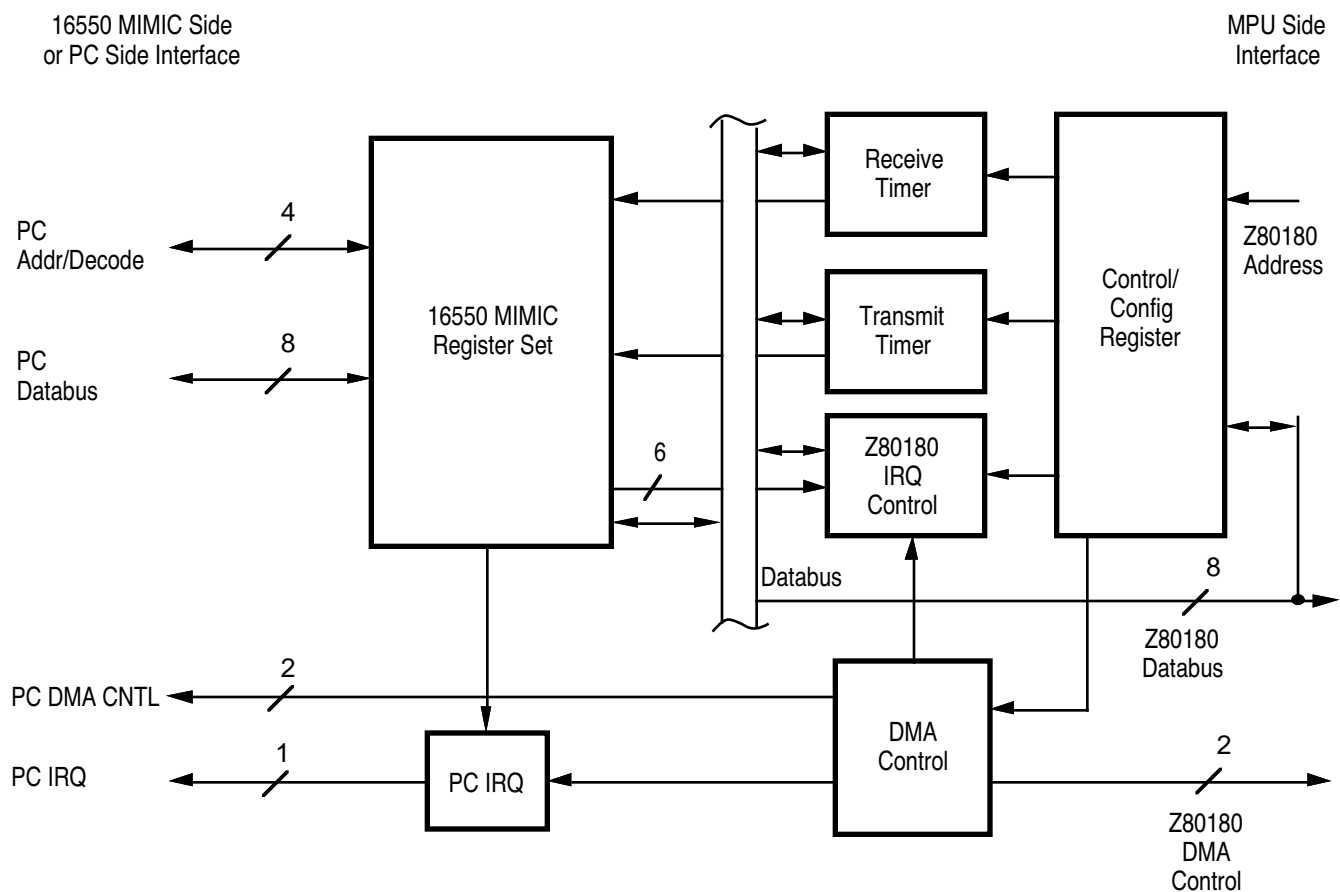 16550 MIMIC Side
or PC Side Interface
MPU Side
Interface
Receive
Timer
4
PC
Addr/Decode
Z80180
Address
16550 MIMIC
Register Set
Transmit
Timer
Control/
Config
Register
8
PC
Databus
6
Z80180
IRQ
Control
Databus
8
Z80180
Databus
2
PC DMA CNTL
DMA
Control
1
PC IRQ
PC IRQ
2
Z80180
DMA
Control